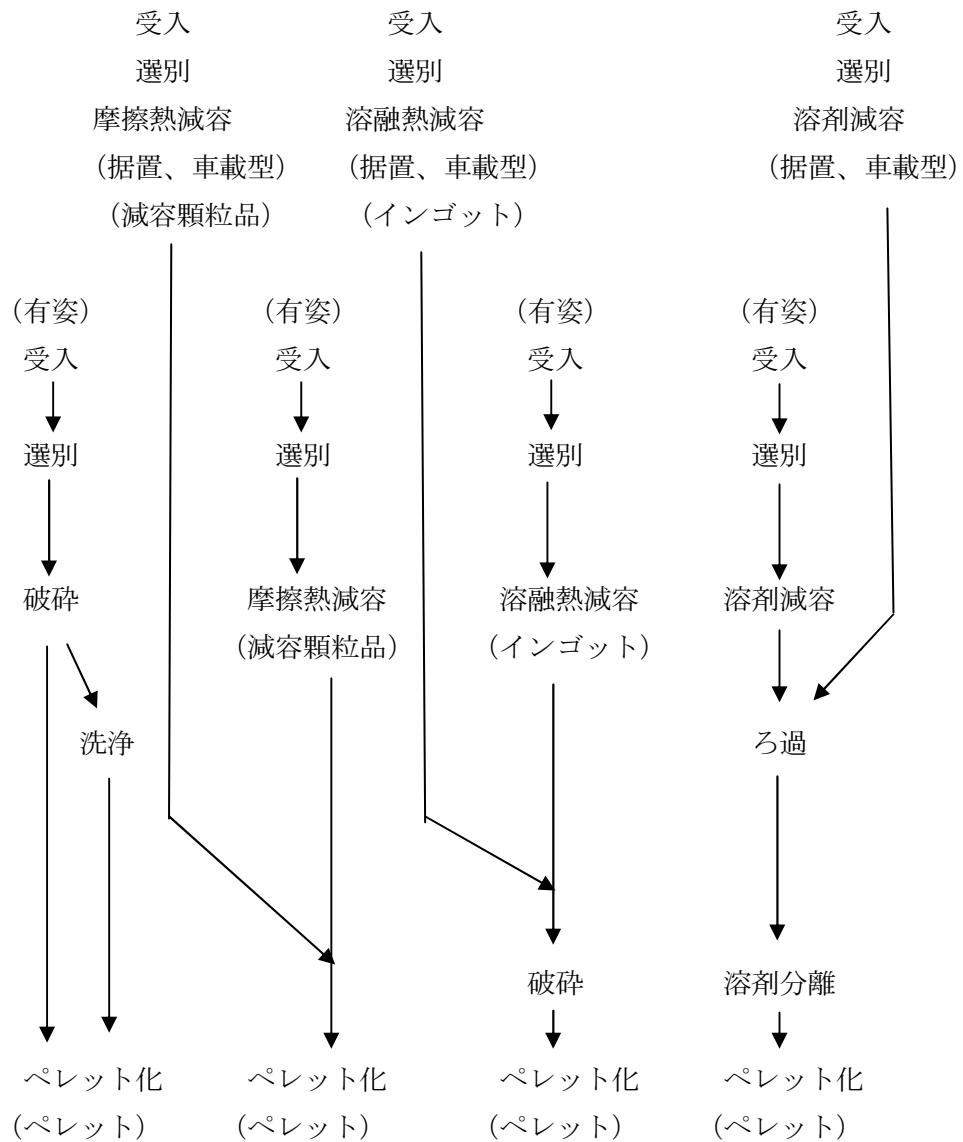 受入 受入 受入
選別 選別 選別
摩擦熱減容 溶融熱減容 溶剤減容
（据置、車載型） （据置、車載型） （据置、車載型）
（減容顆粒品） （インゴット）
（有姿） （有姿） （有姿） （有姿）
受入 受入 受入 受入
選別 選別 選別 選別
破砕 摩擦熱減容 溶融熱減容 溶剤減容
（減容顆粒品） （インゴット）
洗浄 ろ過
破砕 溶剤分離
ペレット化 ペレット化 ペレット化 ペレット化
（ペレット） （ペレット） （ペレット） （ペレット）